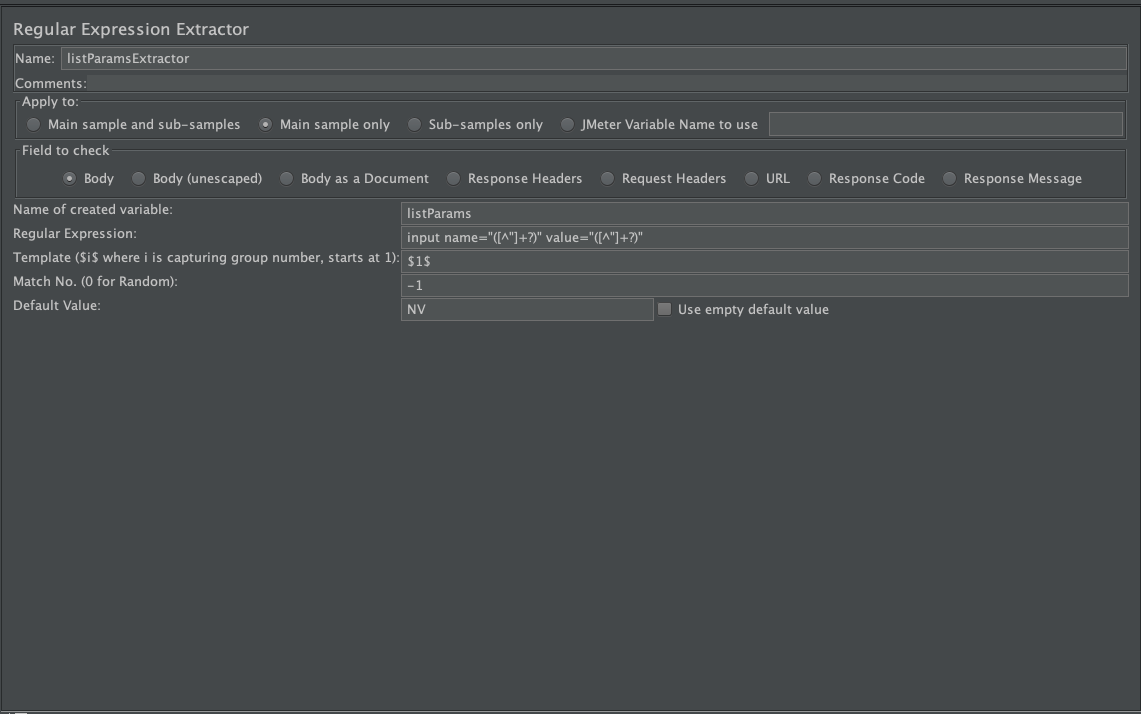 Regular Expression Extractor
Name: listParamsExtractor
Comments:
Apply to:
Main sample and sub-samples Main sample only Sub-samples only JMeter Variable Name to use
Field to check
Body Body (unescaped) Body as a Document Response Headers Request Headers URL Response Code Response Message
Name of created variable: listParams
Regular Expression: input name="([^"]+?)" value="([^"]+?)"
Template ($i$ where i is capturing group number, starts at 1): $1$
Match No. (0 for Random): -1
Default Value: NV Use empty default value